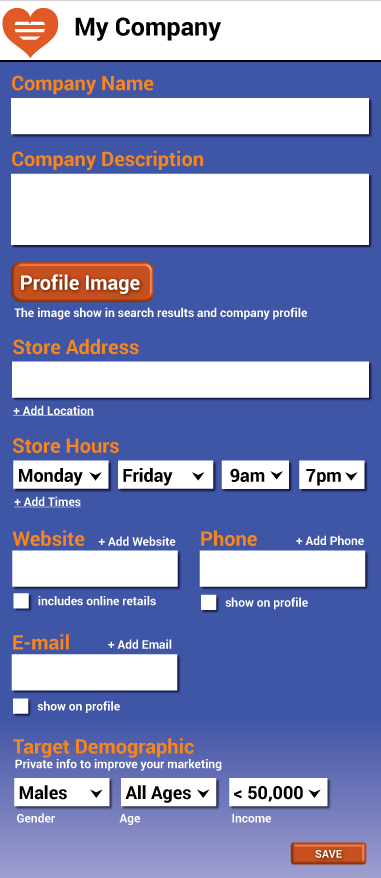 My Company
Company Name
Company Description
Profile Image
The image show in search results and company profile
Store Address
+ Add Location
Store Hours
Monday Friday 9am 7pm
+ Add Times
Website + Add Website Phone + Add Phone
includes online retails show on profile
E-mail + Add Email
show on profile
Target Demographic
Private info to improve your marketing
Males All Ages < 50,000
Gender Age Income
SAVE